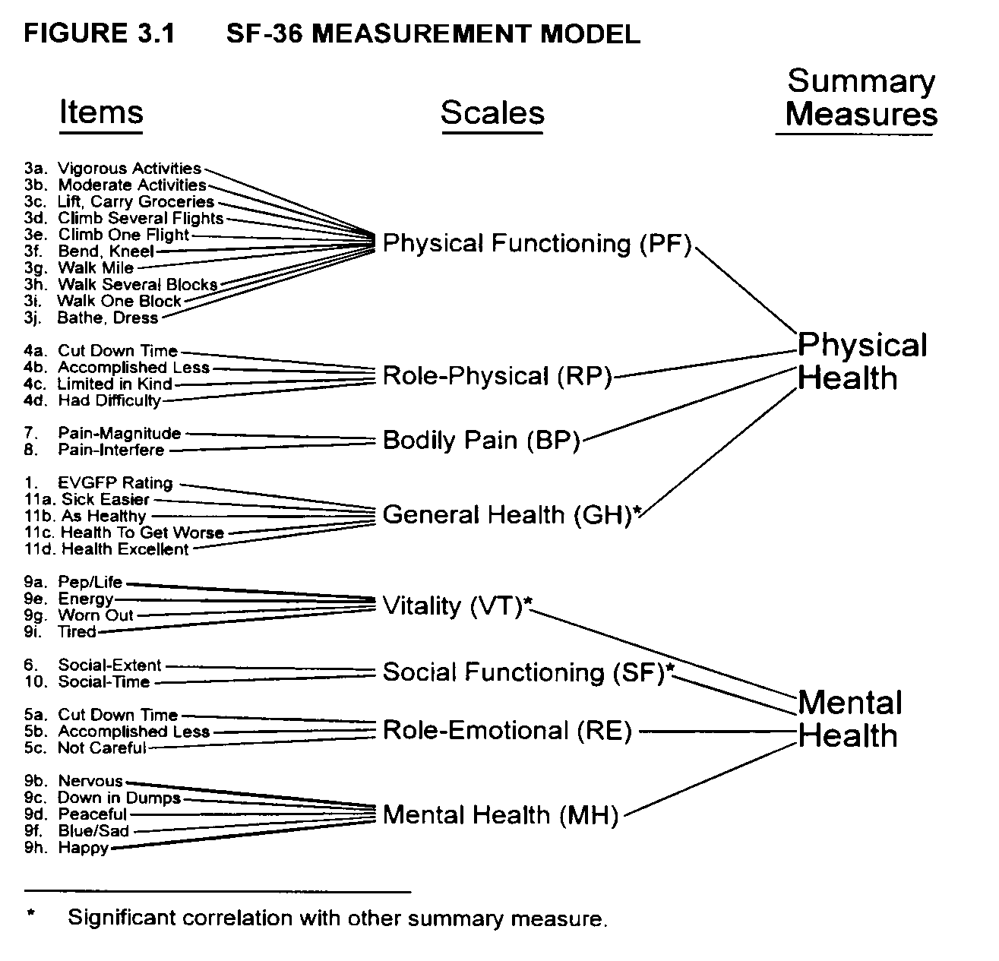 FIGURE 3.1 SF-36 MEASUREMENT MODEL
Items
Scales
Summary
Measures
3a. Vigorous Activities
3b. Moderate Activities
3c. Lift, Carry Groceries
3d. Climb Several Flights
3e. Climb One Flight
3f. Bend, Kneel
3g. Walk Mile
3h. Walk Several Blocks
3i. Walk One Block
3j. Bathe, Dress
Physical Functioning (PF)
4a. Cut Down Time
4b. Accomplished Less
4c. Limited in Kind
4d. Had Difficulty
Role-Physical (RP)
7. Pain-Magnitude
8. Pain-Interfere
Bodily Pain (BP)
1. EVGFP Rating
11a. Sick Easier
11b. As Healthy
11c. Health To Get Worse
11d. Health Excellent
General Health (GH)*
Physical
Health
9a. Pep/Life
9e. Energy
9g. Worn Out
9i. Tired
Vitality (VT)*
6. Social-Extent
10. Social-Time
Social Functioning (SF)*
5a. Cut Down Time
5b. Accomplished Less
5c. Not Careful
Role-Emotional (RE)
9b. Nervous
9c. Down in Dumps
9d. Peaceful
9f. Blue/Sad
9h. Happy
Mental Health (MH)
Mental
Health
* Significant correlation with other summary measure.